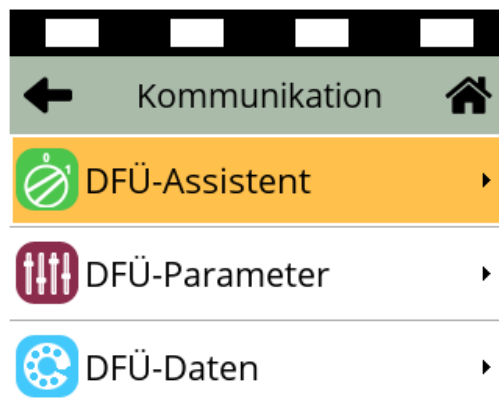 Kommunikation
DFÜ-Assistent
DFÜ-Parameter
DFÜ-Daten